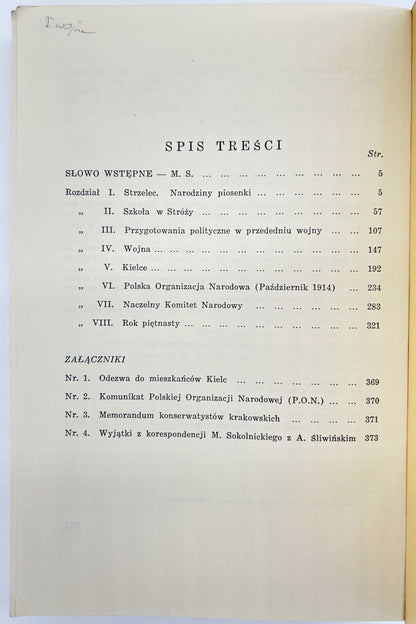 I wojn
SPIS TREŚCI
Str.
SŁOWO WSTĘPNE — M. S. ... ... ... ... ... ... ... ... 5
Rozdział I. Strzelec. Narodziny piosenki ... ... ... ... ... 5
„ II. Szkoła w Stróży ... ... ... ... ... ... ... ... 57
„ III. Przygotowania polityczne w przededniu wojny ... 107
„ IV. Wojna ... ... ... ... ... ... ... ... ... ... 147
„ V. Kielce ... ... ... ... ... ... ... ... ... ... 192
„ VI. Polska Organizacja Narodowa (Październik 1914) ... 234
„ VII. Naczelny Komitet Narodowy ... ... ... ... ... 283
„ VIII. Rok piętnasty ... ... ... ... ... ... ... ... 321
ZAŁĄCZNIKI
Nr. 1. Odezwa do mieszkańców Kielc ... ... ... ... ... ... 369
Nr. 2. Komunikat Polskiej Organizacji Narodowej (P.O.N.) ... ... 370
Nr. 3. Memorandum konserwatystów krakowskich ... ... ... ... 371
Nr. 4. Wyjątki z korespondencji M. Sokolnickiego z A. Śliwińskim 373